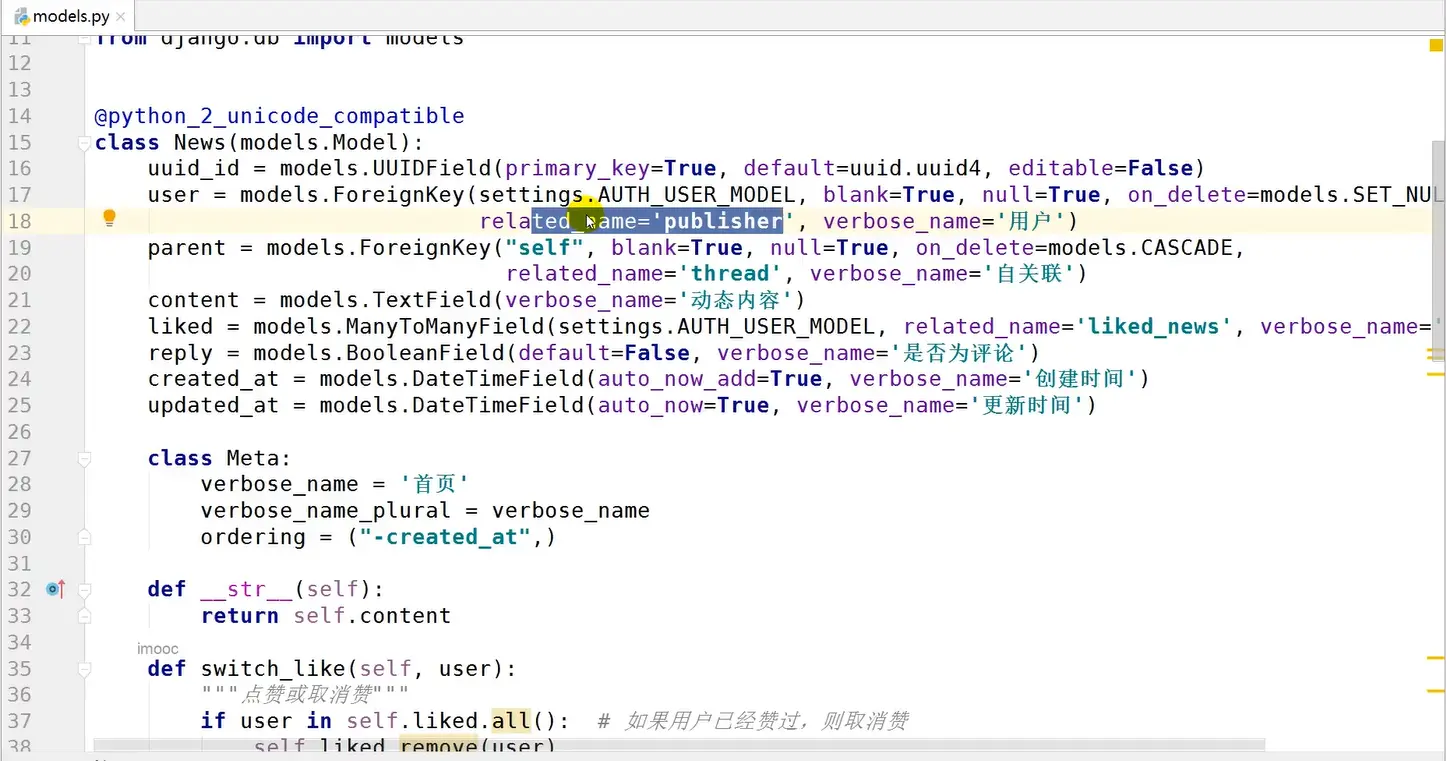 models.py
11 from django.db import models
12
13
14 @python_2_unicode_compatible
15 class News(models.Model):
16 uuid_id = models.UUIDField(primary_key=True, default=uuid.uuid4, editable=False)
17 user = models.ForeignKey(settings.AUTH_USER_MODEL, blank=True, null=True, on_delete=models.SET_NUL
18 related_name='publisher', verbose_name='用户')
19 parent = models.ForeignKey("self", blank=True, null=True, on_delete=models.CASCADE,
20 related_name='thread', verbose_name='自关联')
21 content = models.TextField(verbose_name='动态内容')
22 liked = models.ManyToManyField(settings.AUTH_USER_MODEL, related_name='liked_news', verbose_name='
23 reply = models.BooleanField(default=False, verbose_name='是否为评论')
24 created_at = models.DateTimeField(auto_now_add=True, verbose_name='创建时间')
25 updated_at = models.DateTimeField(auto_now=True, verbose_name='更新时间')
26
27 class Meta:
28 verbose_name = '首页'
29 verbose_name_plural = verbose_name
30 ordering = ("-created_at",)
31
32 def __str__(self):
33 return self.content
34
imooc
35 def switch_like(self, user):
36 """点赞或取消赞"""
37 if user in self.liked.all(): # 如果用户已经赞过，则取消赞
38 self.liked.remove(user)